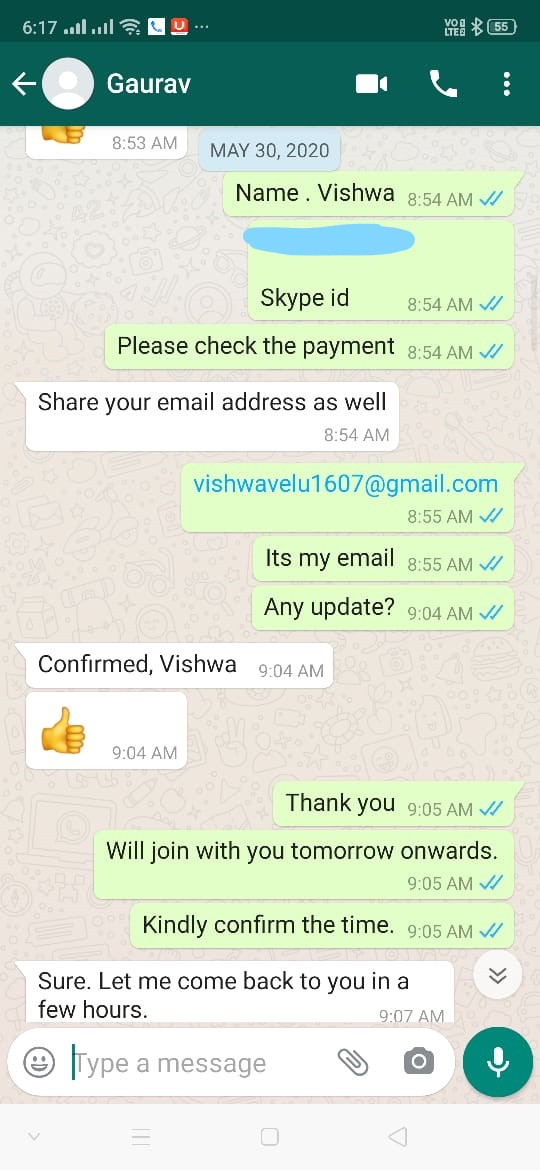 6:17 VO LTE 55
Gaurav
8:53 AM
MAY 30, 2020
Name . Vishwa 8:54 AM
Skype id 8:54 AM
Please check the payment 8:54 AM
Share your email address as well
8:54 AM
vishwavelu1607@gmail.com
8:55 AM
Its my email 8:55 AM
Any update? 9:04 AM
Confirmed, Vishwa 9:04 AM
9:04 AM
Thank you 9:05 AM
Will join with you tomorrow onwards.
9:05 AM
Kindly confirm the time. 9:05 AM
Sure. Let me come back to you in a
few hours. 9:07 AM
Type a message